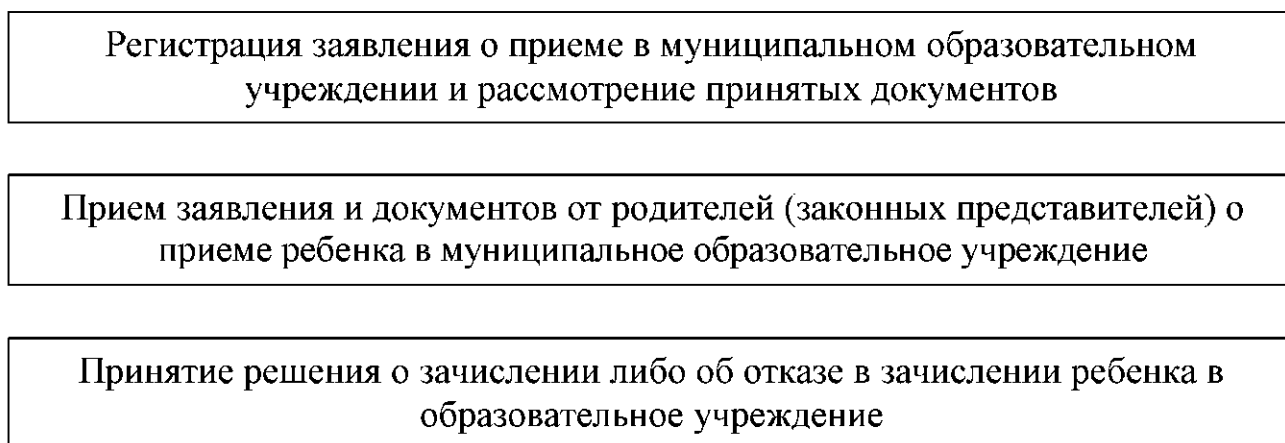 Регистрация заявления о приеме в муниципальном образовательном
учреждении и рассмотрение принятых документов
Прием заявления и документов от родителей (законных представителей) о
приеме ребенка в муниципальное образовательное учреждение
Принятие решения о зачислении либо об отказе в зачислении ребенка в
образовательное учреждение